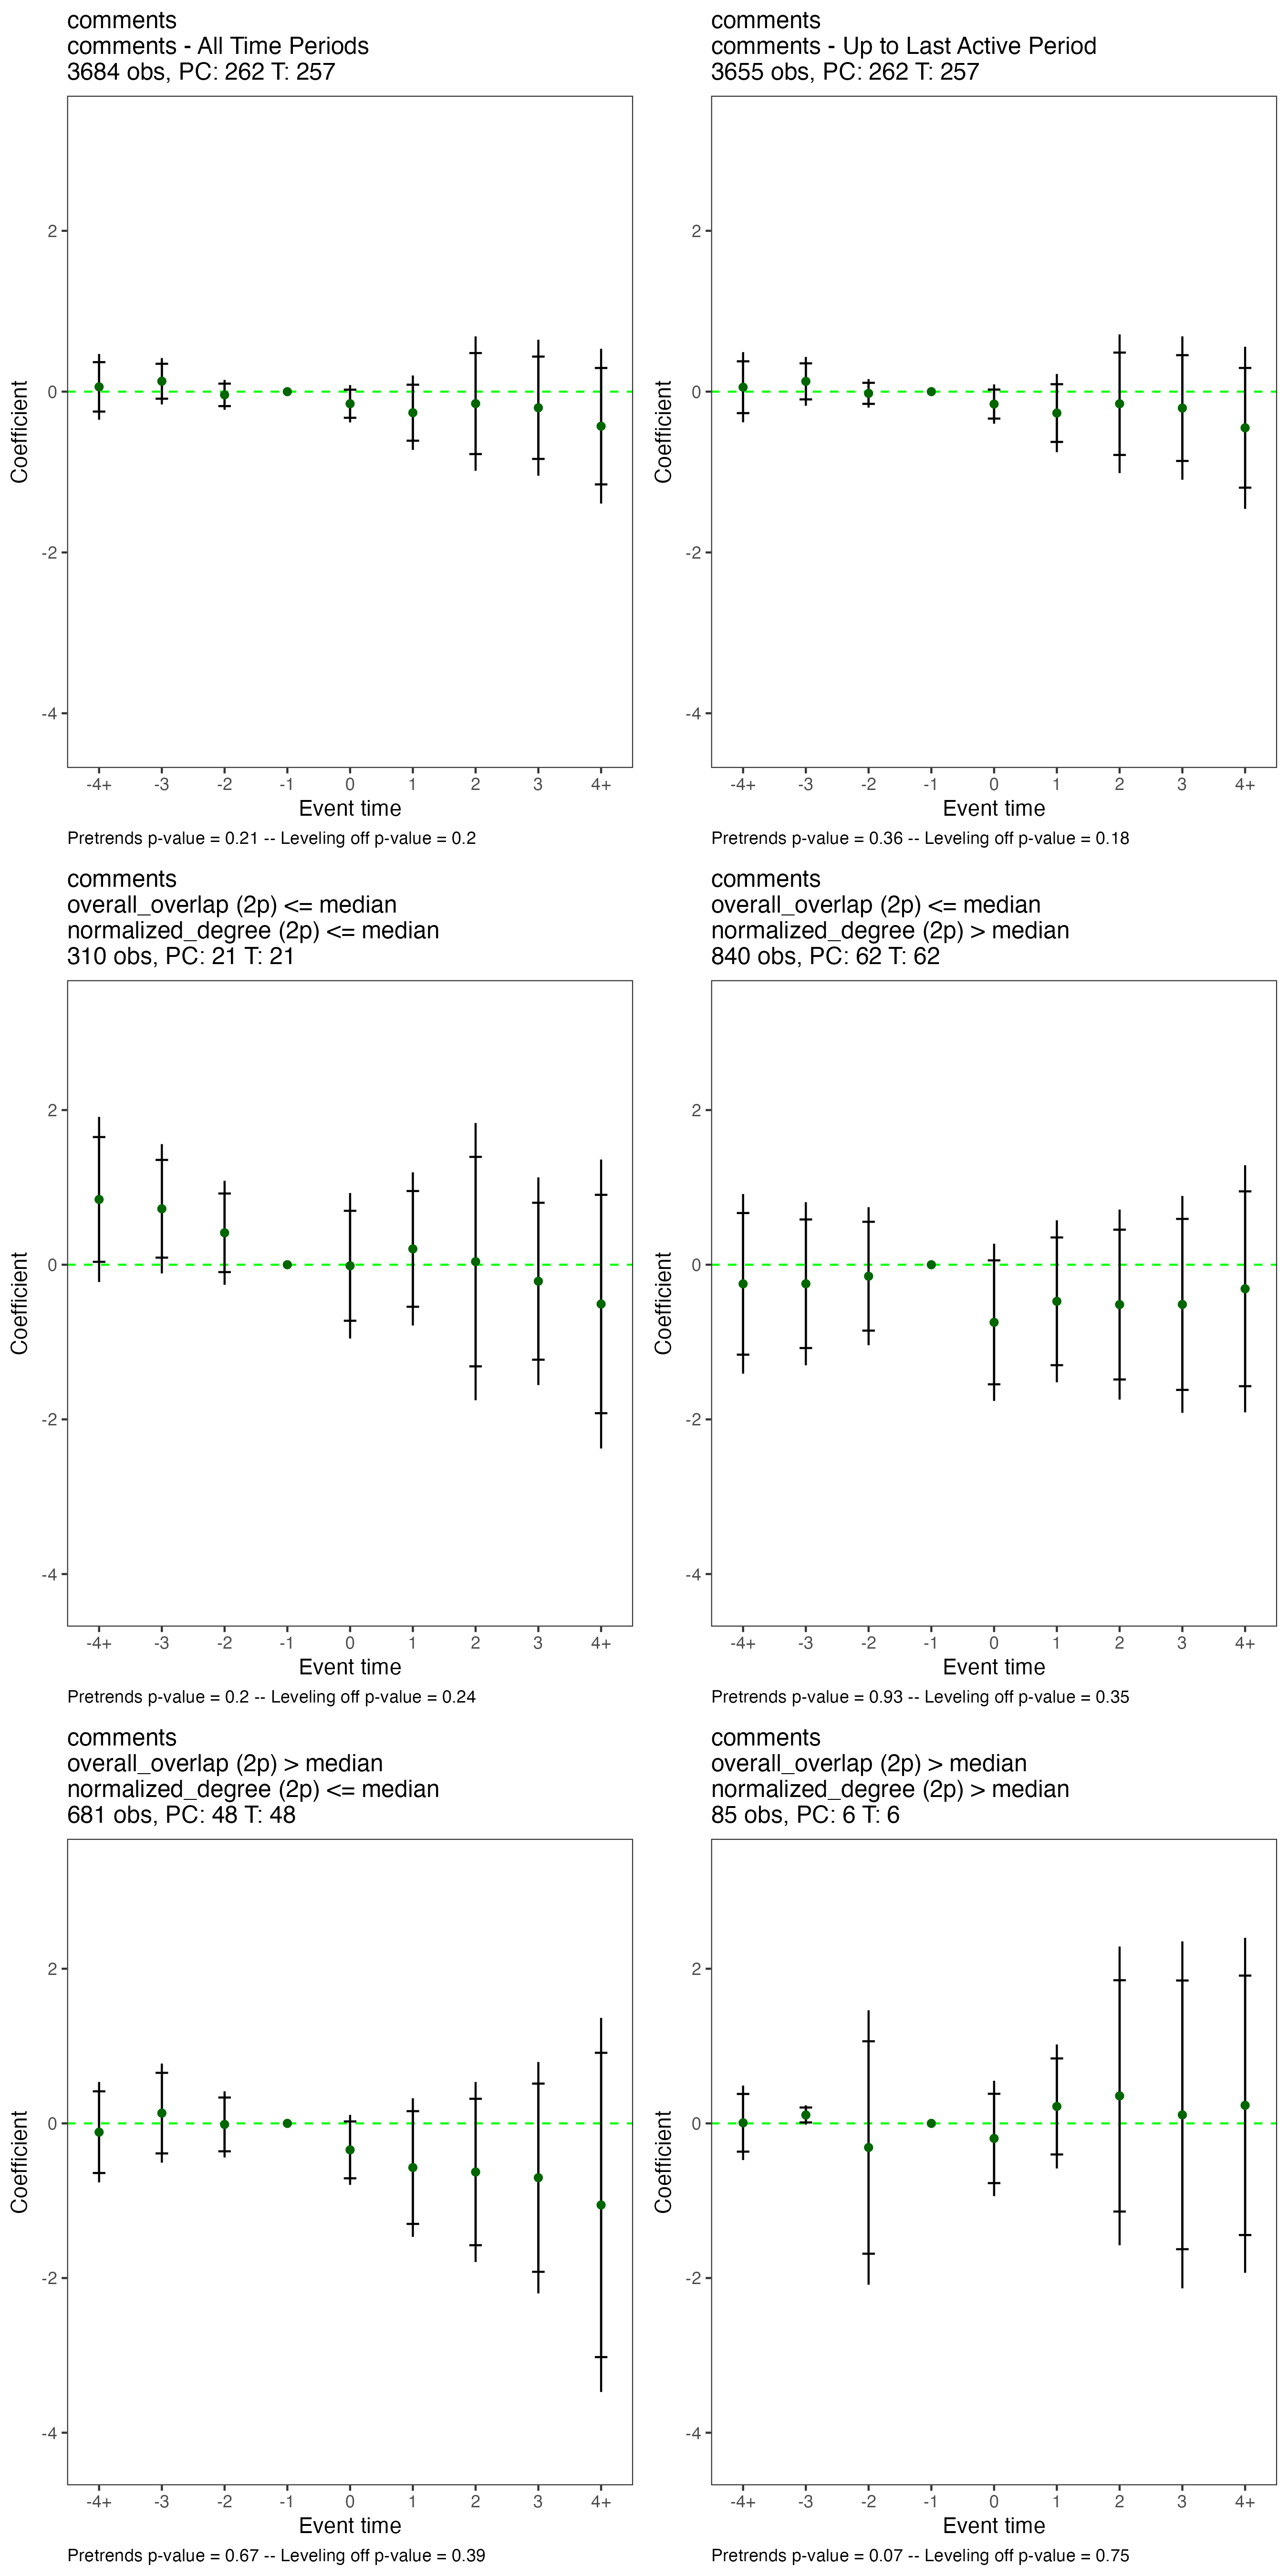 comments
comments - All Time Periods
3684 obs, PC: 262 T: 257
2
0
-2
-4
Coefficient
-4+ -3 -2 -1 0 1 2 3 4+
Event time
Pretrends p-value = 0.21 -- Leveling off p-value = 0.2
comments
comments - Up to Last Active Period
3655 obs, PC: 262 T: 257
2
0
-2
-4
Coefficient
-4+ -3 -2 -1 0 1 2 3 4+
Event time
Pretrends p-value = 0.36 -- Leveling off p-value = 0.18
comments
overall_overlap (2p) <= median
normalized_degree (2p) <= median
310 obs, PC: 21 T: 21
2
0
-2
-4
Coefficient
-4+ -3 -2 -1 0 1 2 3 4+
Event time
Pretrends p-value = 0.2 -- Leveling off p-value = 0.24
comments
overall_overlap (2p) <= median
normalized_degree (2p) > median
840 obs, PC: 62 T: 62
2
0
-2
-4
Coefficient
-4+ -3 -2 -1 0 1 2 3 4+
Event time
Pretrends p-value = 0.93 -- Leveling off p-value = 0.35
comments
overall_overlap (2p) > median
normalized_degree (2p) <= median
681 obs, PC: 48 T: 48
2
0
-2
-4
Coefficient
-4+ -3 -2 -1 0 1 2 3 4+
Event time
Pretrends p-value = 0.67 -- Leveling off p-value = 0.39
comments
overall_overlap (2p) > median
normalized_degree (2p) > median
85 obs, PC: 6 T: 6
2
0
-2
-4
Coefficient
-4+ -3 -2 -1 0 1 2 3 4+
Event time
Pretrends p-value = 0.07 -- Leveling off p-value = 0.75